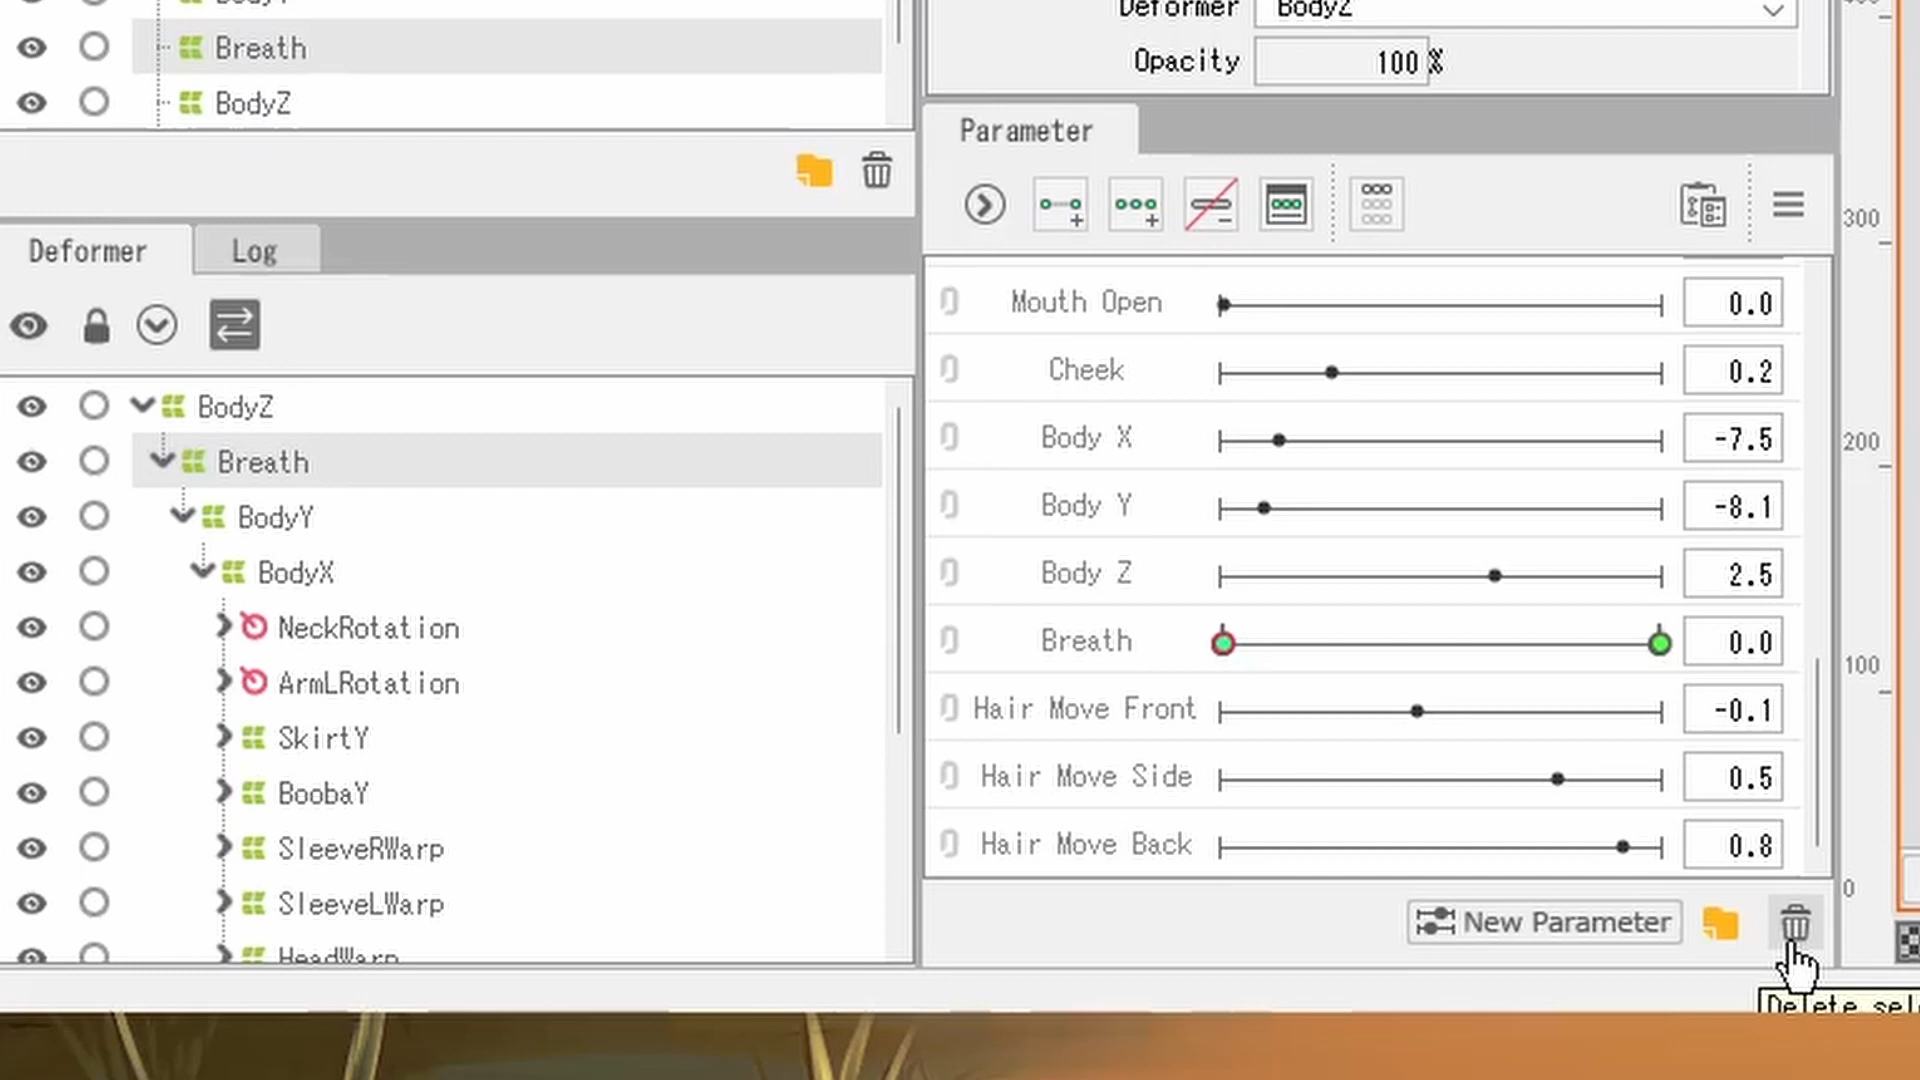 Breath
BodyZ
Deformer BodyZ
Opacity 100 %
Parameter
Deformer Log
BodyZ
Breath
BodyY
BodyX
NeckRotation
ArmLRotation
SkirtY
BoobaY
SleeveRWarp
SleeveLWarp
HeadWarp
Mouth Open 0.0
Cheek 0.2
Body X -7.5
Body Y -8.1
Body Z 2.5
Breath 0.0
Hair Move Front -0.1
Hair Move Side 0.5
Hair Move Back 0.8
New Parameter
Delete sel
300
200
100
0